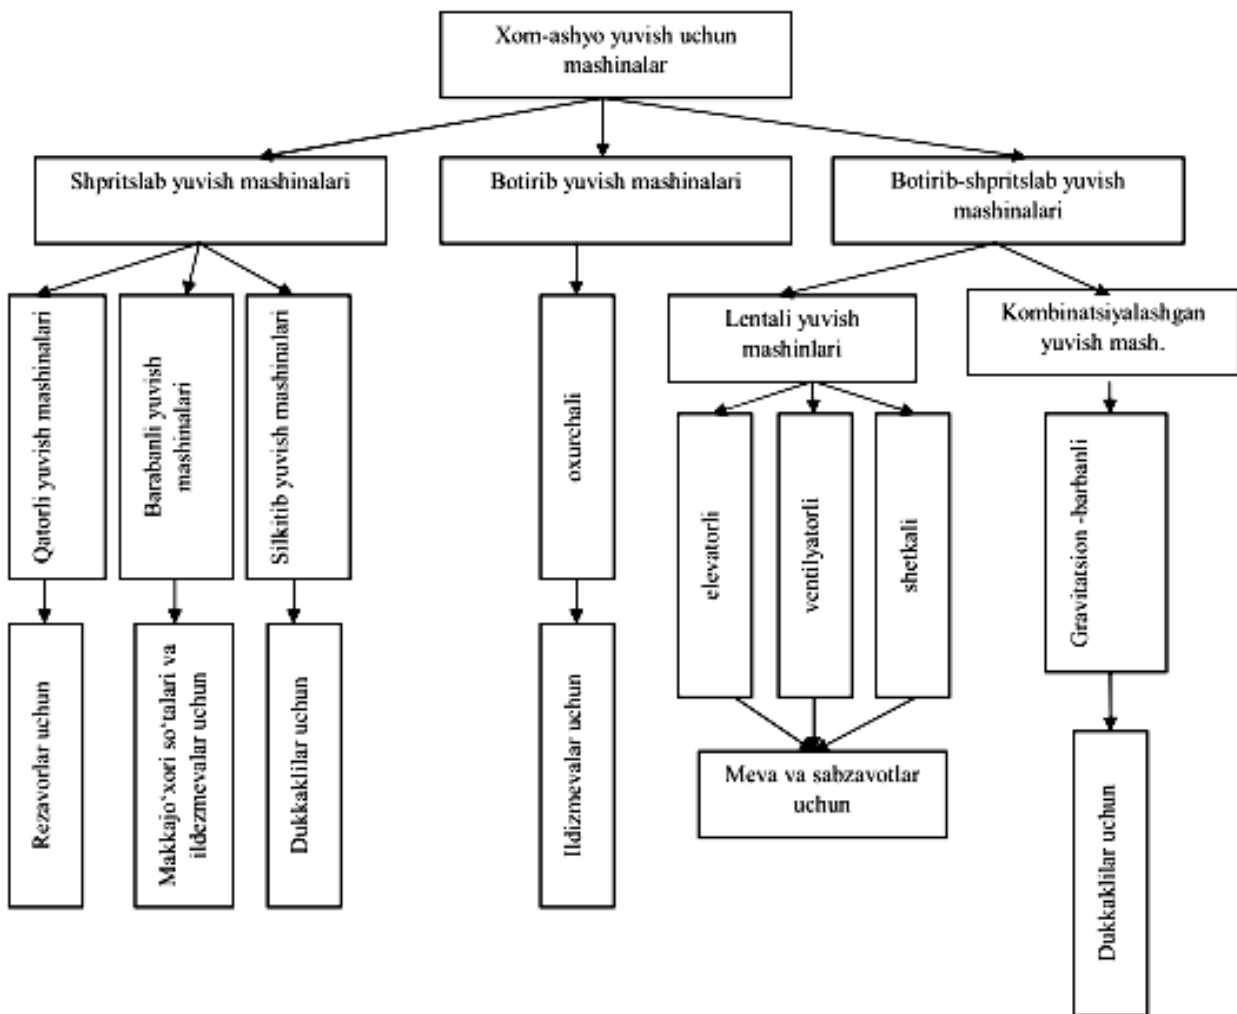 Xom-ashyo yuvish uchun
mashinalar
Shpritslab yuvish mashinalari
Botirib yuvish mashinalari
Botirib-shpritslab yuvish
mashinalari
Qatorli yuvish mashinalari
Barabanli yuvish
mashinalari
Silkitib yuvish mashinalari
oxurchali
Lentali yuvish
mashinlari
Kombinatsiyalashgan
yuvish mash.
elevatorli
ventilyatorli
shetkali
Gravitatsion -barbanli
Rezavorlar uchun
Makkajo‘xori so‘talari va
ildezmevalar uchun
Dukkaklilar uchun
Ildizmevalar uchun
Meva va sabzavotlar
uchun
Dukkaklilar uchun